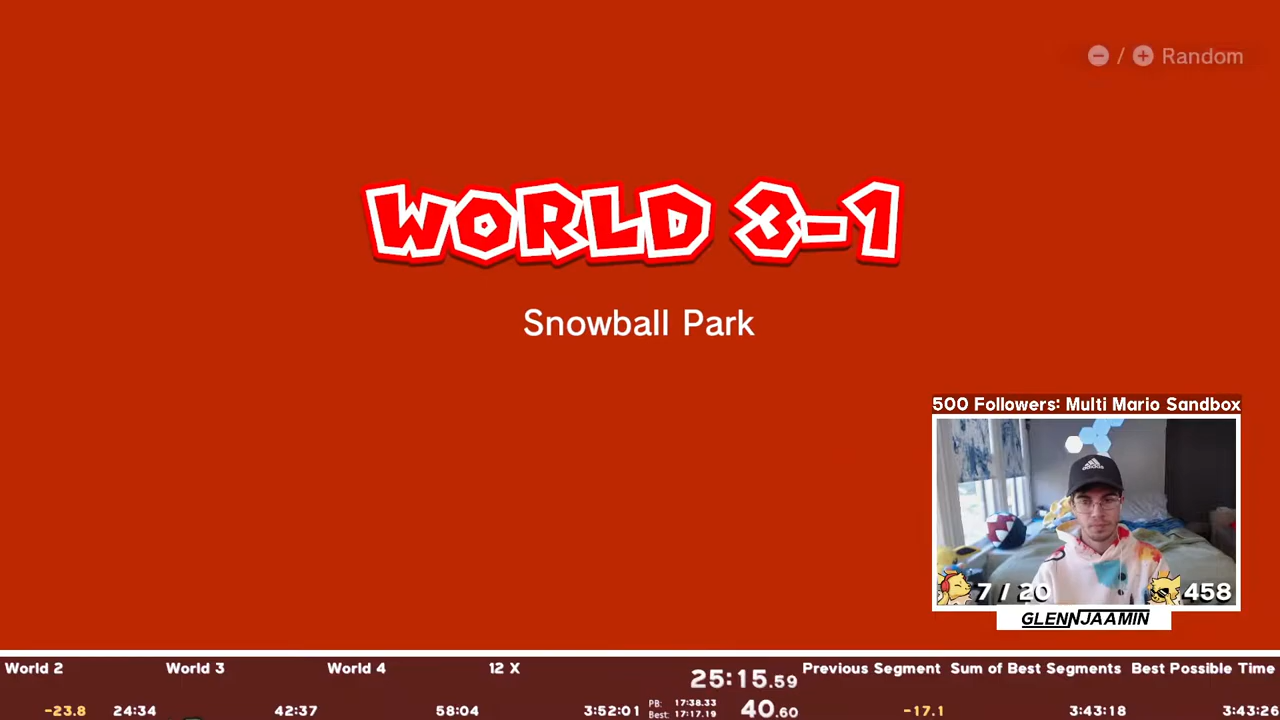 ⊖ / ⊕ Random
WORLD 3-1
Snowball Park
500 Followers: Multi Mario Sandbox
7 / 20
458
GLENNJAAMIN
World 2 World 3 World 4 12 X 25:15.59 Previous Segment Sum of Best Segments Best Possible Time
-23.8 24:34 42:37 58:04 3:52:01 PB: 17:38.33 40.60 -17.1 3:43:18 3:43:26
Best: 17:17.19